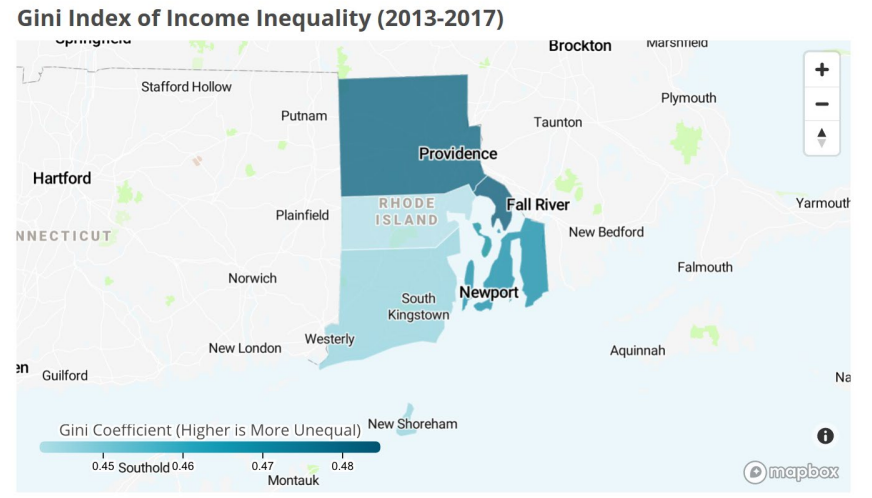 Gini Index of Income Inequality (2013-2017)
Springfield
Brockton
Marshfield
Stafford Hollow
Plymouth
Putnam
Taunton
Providence
Hartford
RHODE
ISLAND
Fall River
Yarmouth
Plainfield
NNECTICUT
New Bedford
Falmouth
Norwich
Newport
South
Kingstown
Westerly
New London
Aquinnah
en
Guilford
Na
New Shoreham
Gini Coefficient (Higher is More Unequal)
0.45
Southold
0.46
0.47
0.48
Montauk
mapbox